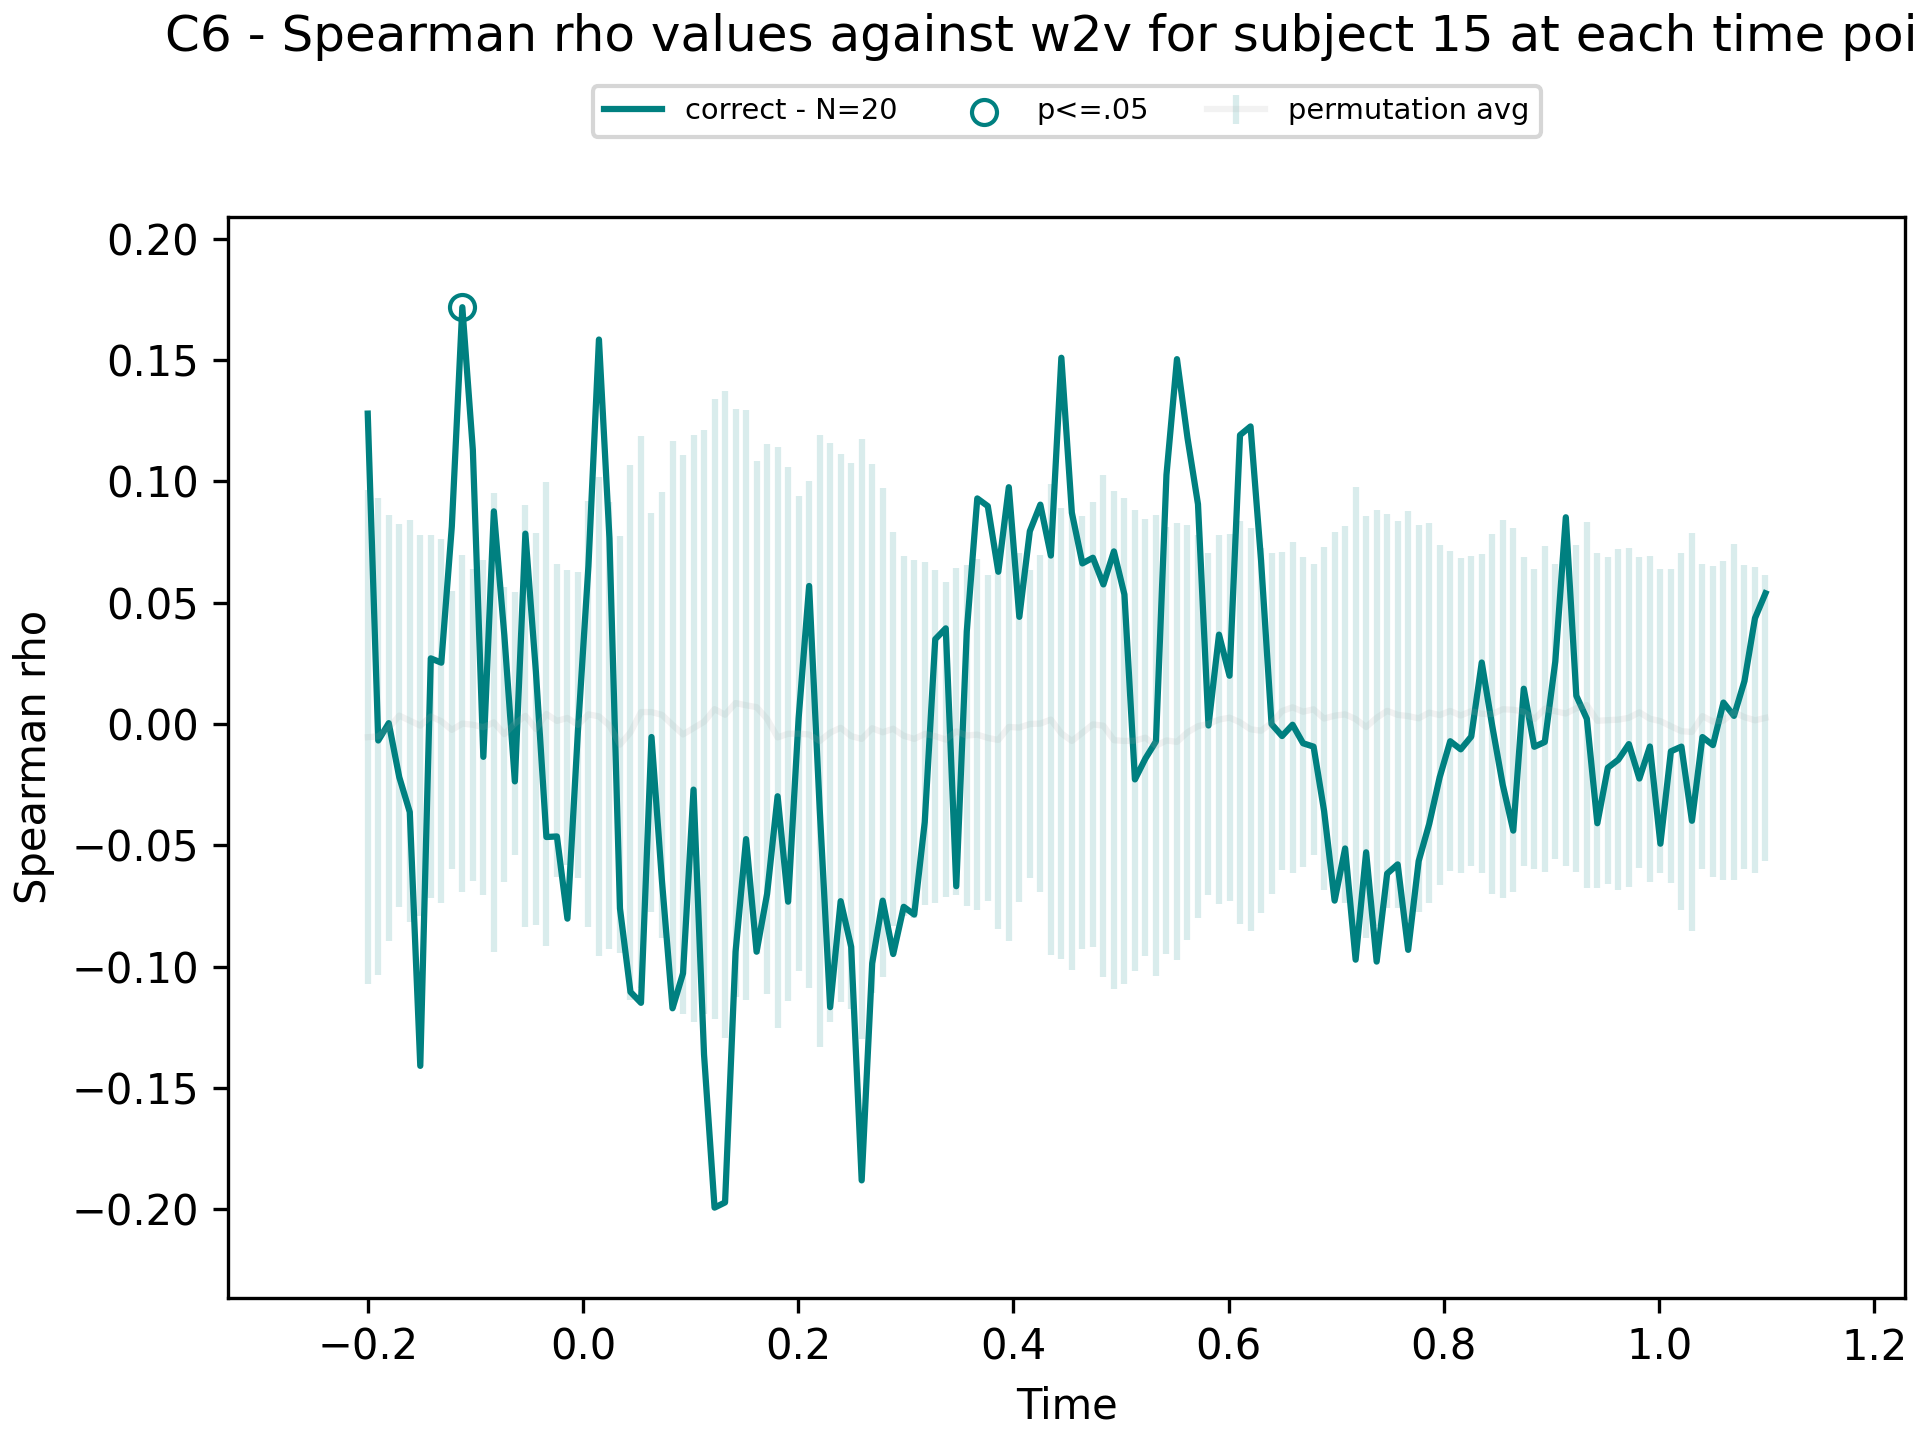 C6 - Spearman rho values against w2v for subject 15 at each time poi
correct - N=20 p<=.05 permutation avg
0.20
0.15
0.10
0.05
0.00
−0.05
−0.10
−0.15
−0.20
Spearman rho
−0.2 0.0 0.2 0.4 0.6 0.8 1.0 1.2
Time